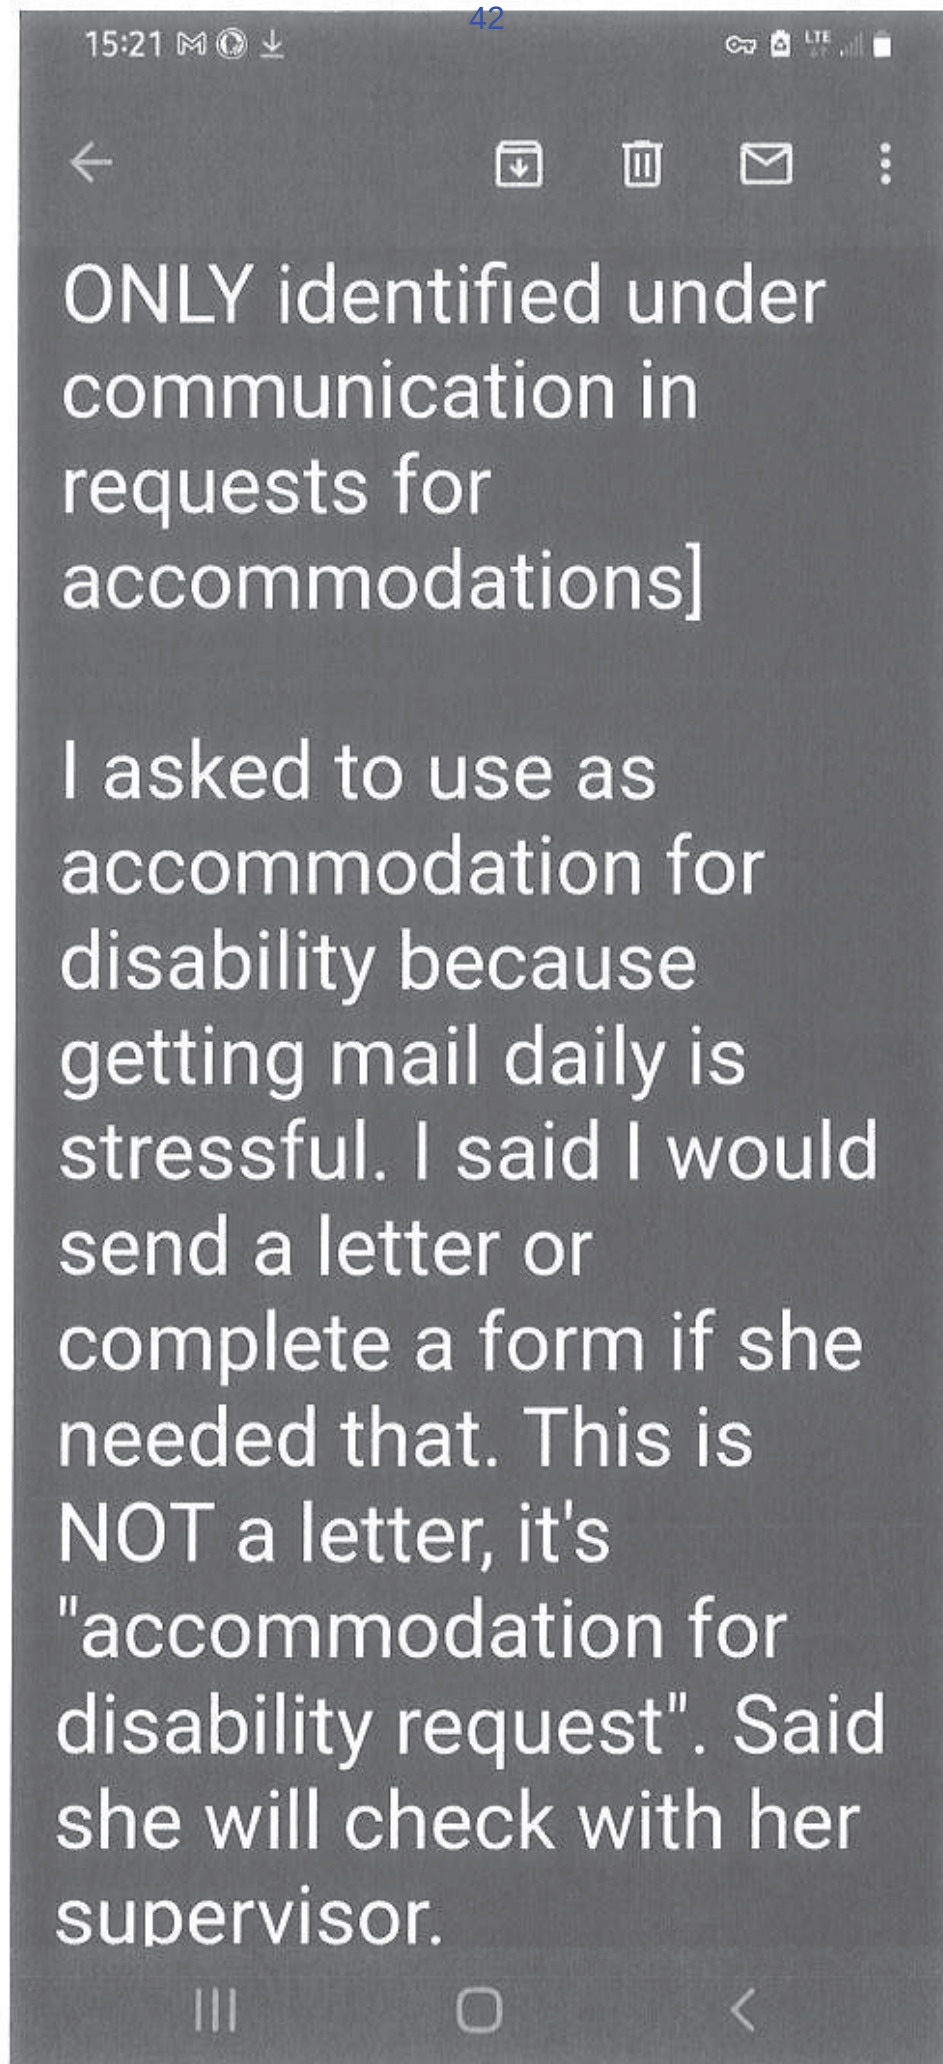 42
15:21
LTE
ONLY identified under
communication in
requests for
accommodations]
I asked to use as
accommodation for
disability because
getting mail daily is
stressful. I said I would
send a letter or
complete a form if she
needed that. This is
NOT a letter, it's
"accommodation for
disability request". Said
she will check with her
supervisor.